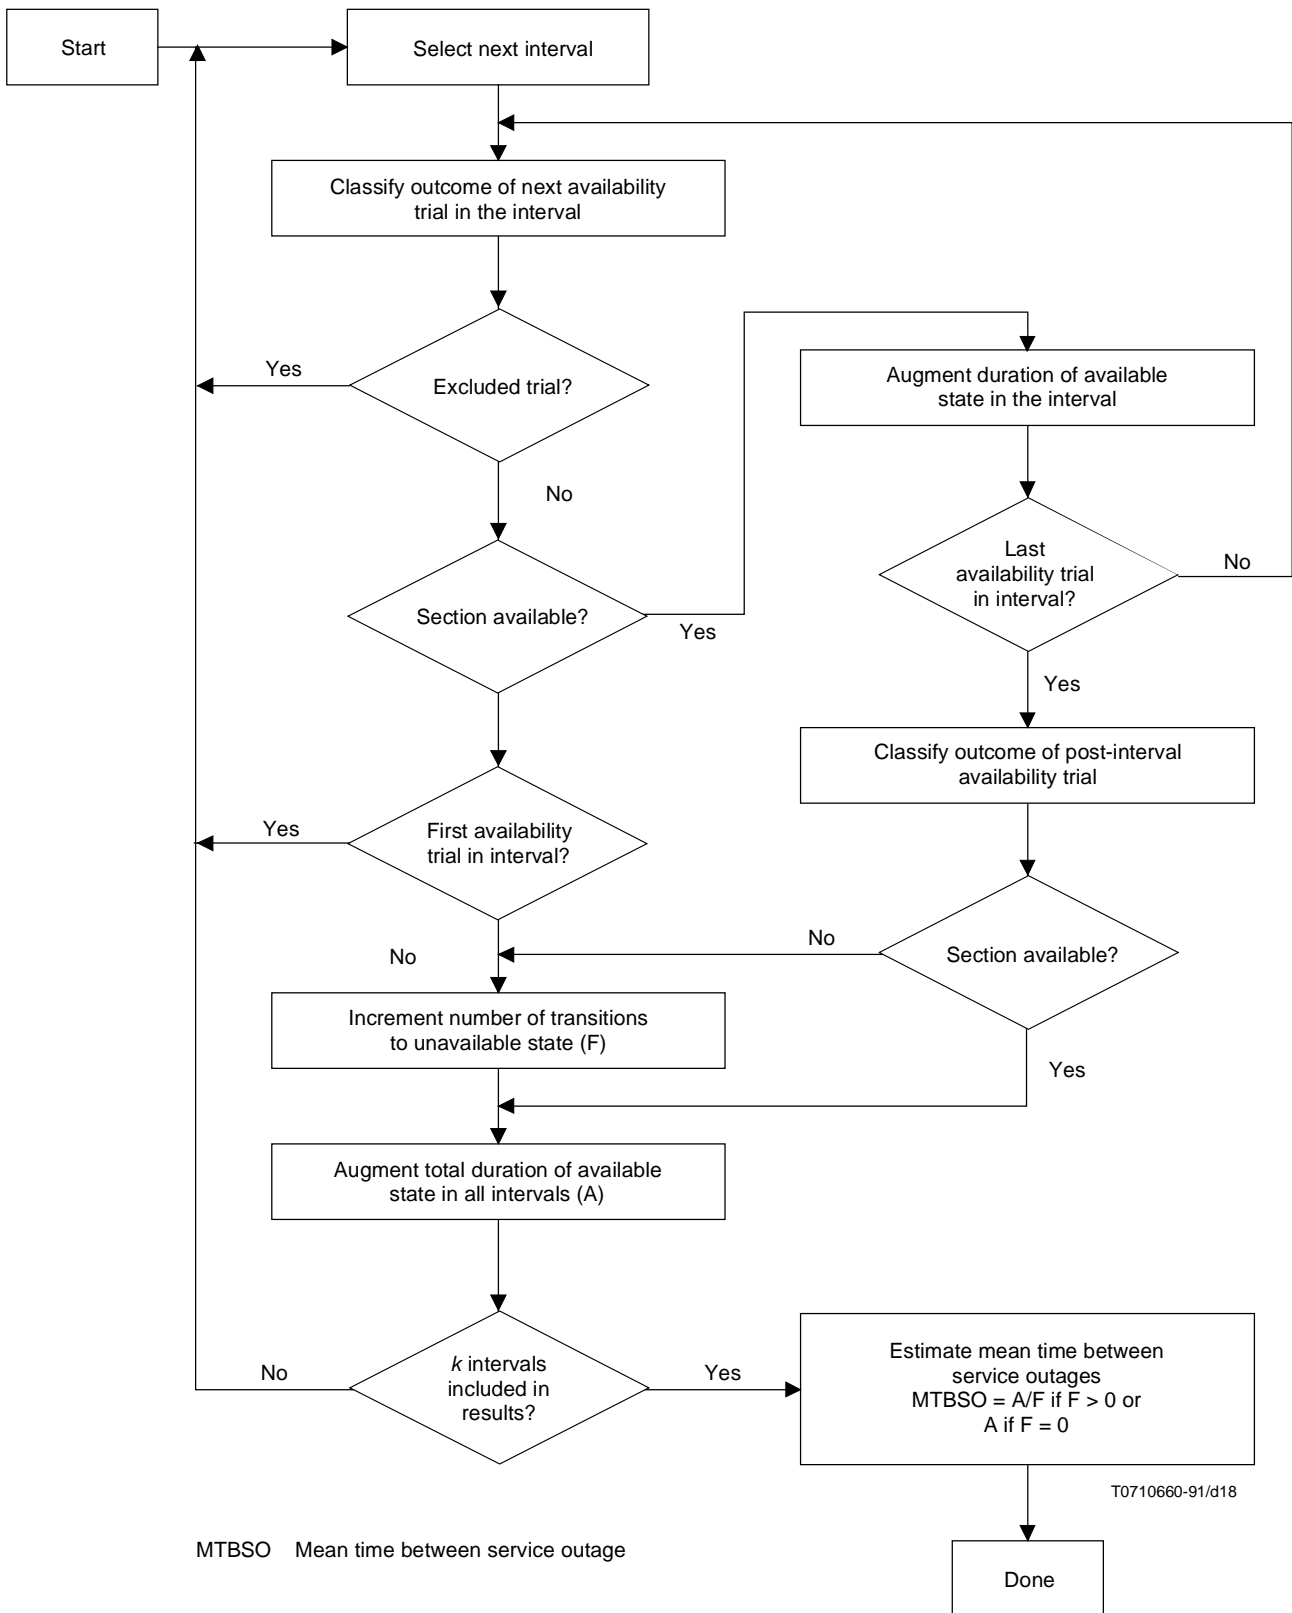 Start
Select next interval
Classify outcome of next availability
trial in the interval
Yes
Excluded trial?
No
Augment duration of available
state in the interval
Section available?
Yes
Last
availability trial
in interval?
No
Yes
Classify outcome of post-interval
availability trial
Yes
First availability
trial in interval?
No
No
Section available?
Yes
Increment number of transitions
to unavailable state (F)
Augment total duration of available
state in all intervals (A)
No
k intervals
included in
results?
Yes
Estimate mean time between
service outages
MTBSO = A/F if F > 0 or
A if F = 0
T0710660-91/d18
MTBSO Mean time between service outage
Done